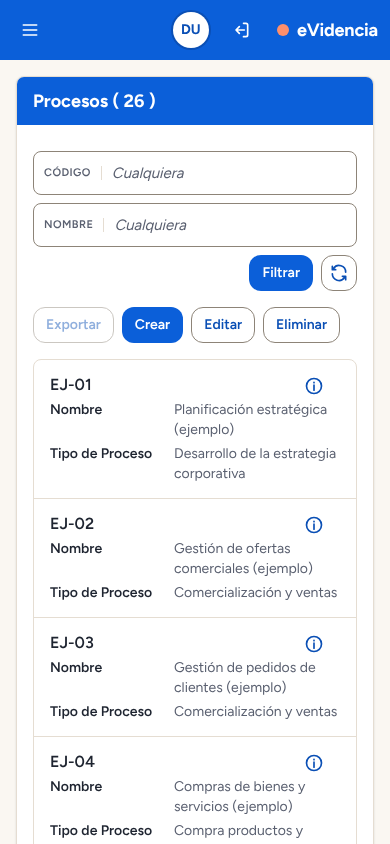 DU
eVidencia
Procesos ( 26 )
CÓDIGO
Cualquiera
NOMBRE
Cualquiera
Filtrar
Exportar
Crear
Editar
Eliminar
EJ-01
Nombre
Planificación estratégica
(ejemplo)
Tipo de Proceso
Desarrollo de la estrategia
corporativa
EJ-02
Nombre
Gestión de ofertas
comerciales (ejemplo)
Tipo de Proceso
Comercialización y ventas
EJ-03
Nombre
Gestión de pedidos de
clientes (ejemplo)
Tipo de Proceso
Comercialización y ventas
EJ-04
Nombre
Compras de bienes y
servicios (ejemplo)
Tipo de Proceso
Compra productos y